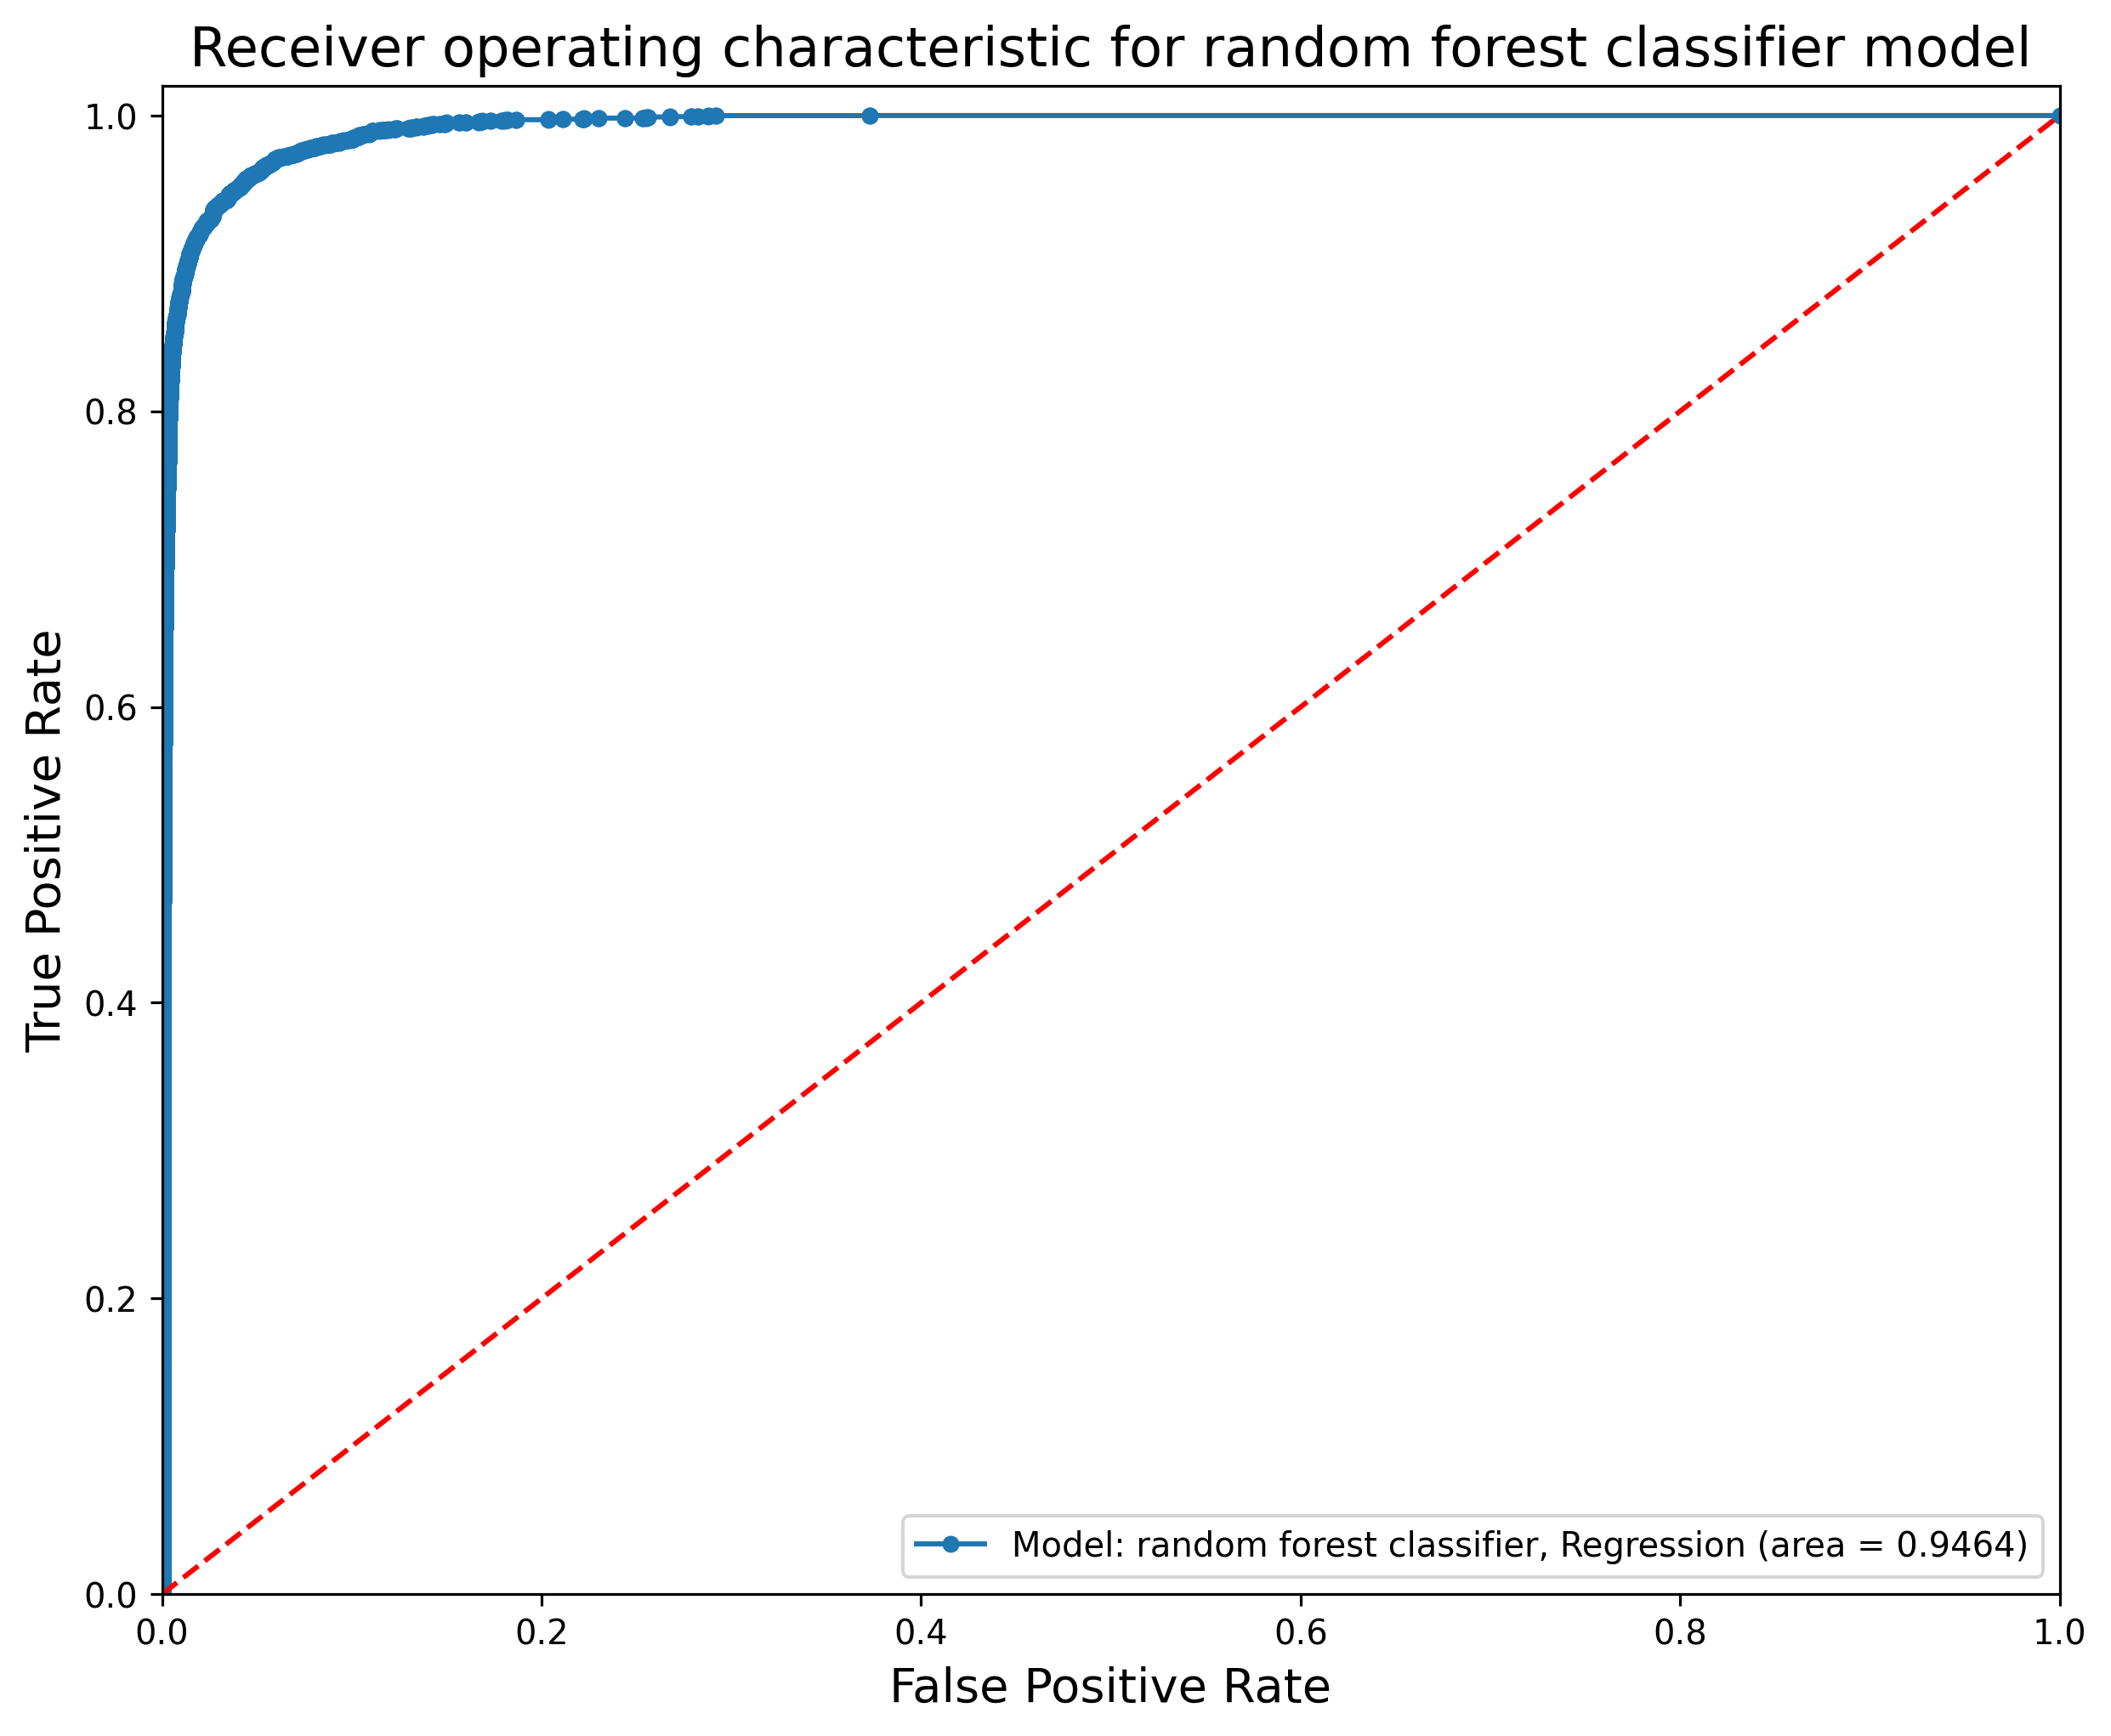 Receiver operating characteristic for random forest classifier model
1.0
0.8
0.6
0.4
0.2
0.0
True Positive Rate
Model: random forest classifier, Regression (area = 0.9464)
0.0 0.2 0.4 0.6 0.8 1.0
False Positive Rate